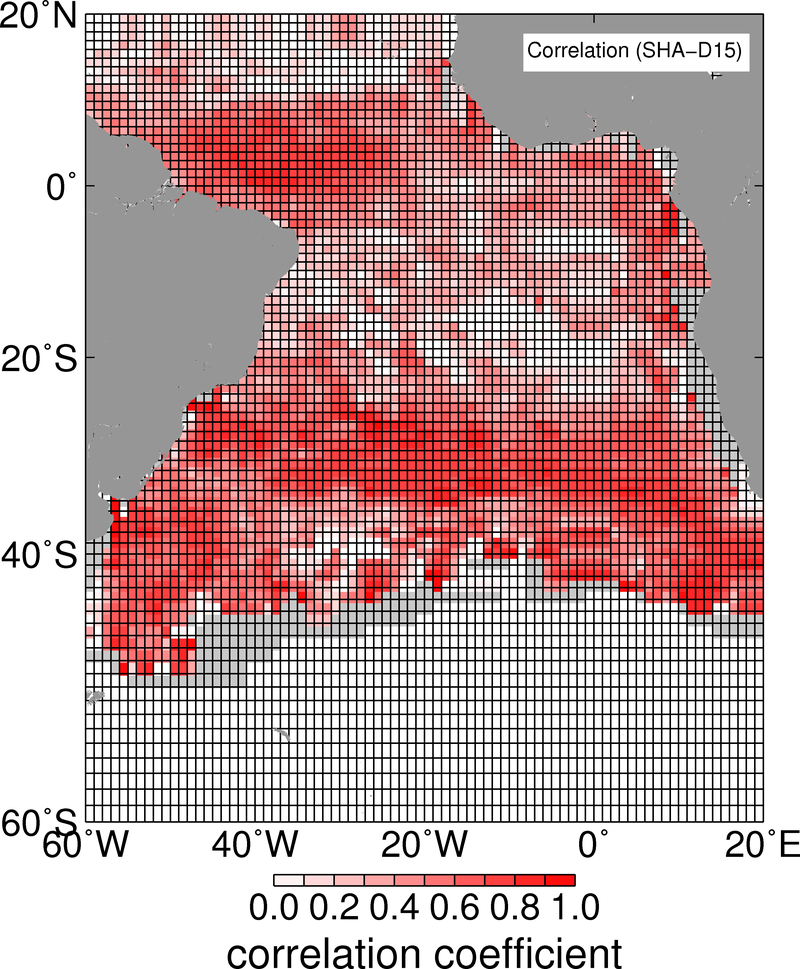 20˚N
Correlation (SHA−D15)
0˚
20˚S
40˚S
60˚S
60˚W 40˚W 20˚W 0˚ 20˚E
0.0 0.2 0.4 0.6 0.8 1.0
correlation coefficient